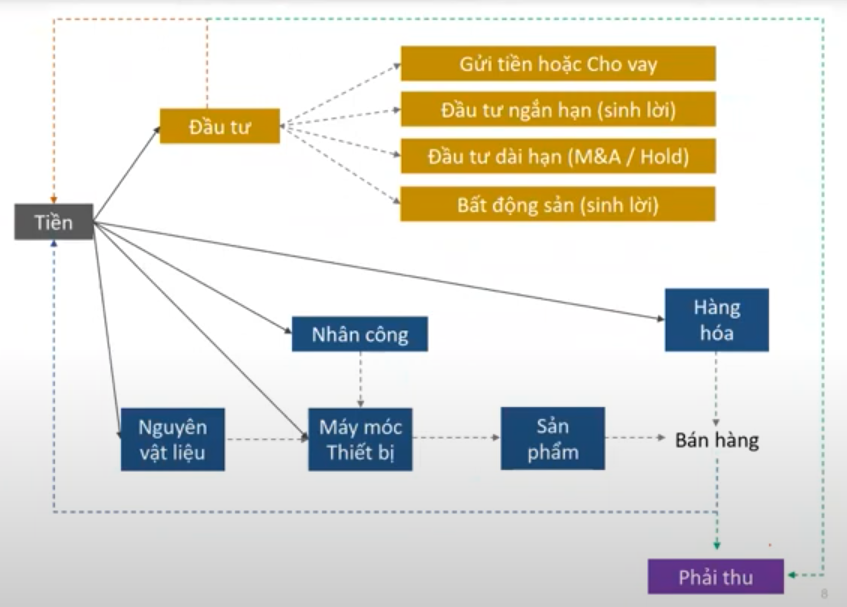 Gửi tiền hoặc Cho vay
Đầu tư
Đầu tư ngắn hạn (sinh lời)
Đầu tư dài hạn (M&A / Hold)
Bất động sản (sinh lời)
Tiền
Hàng
hóa
Nhân công
Nguyên
vật liệu
Máy móc
Thiết bị
Sản
phẩm
Bán hàng
Phải thu
8